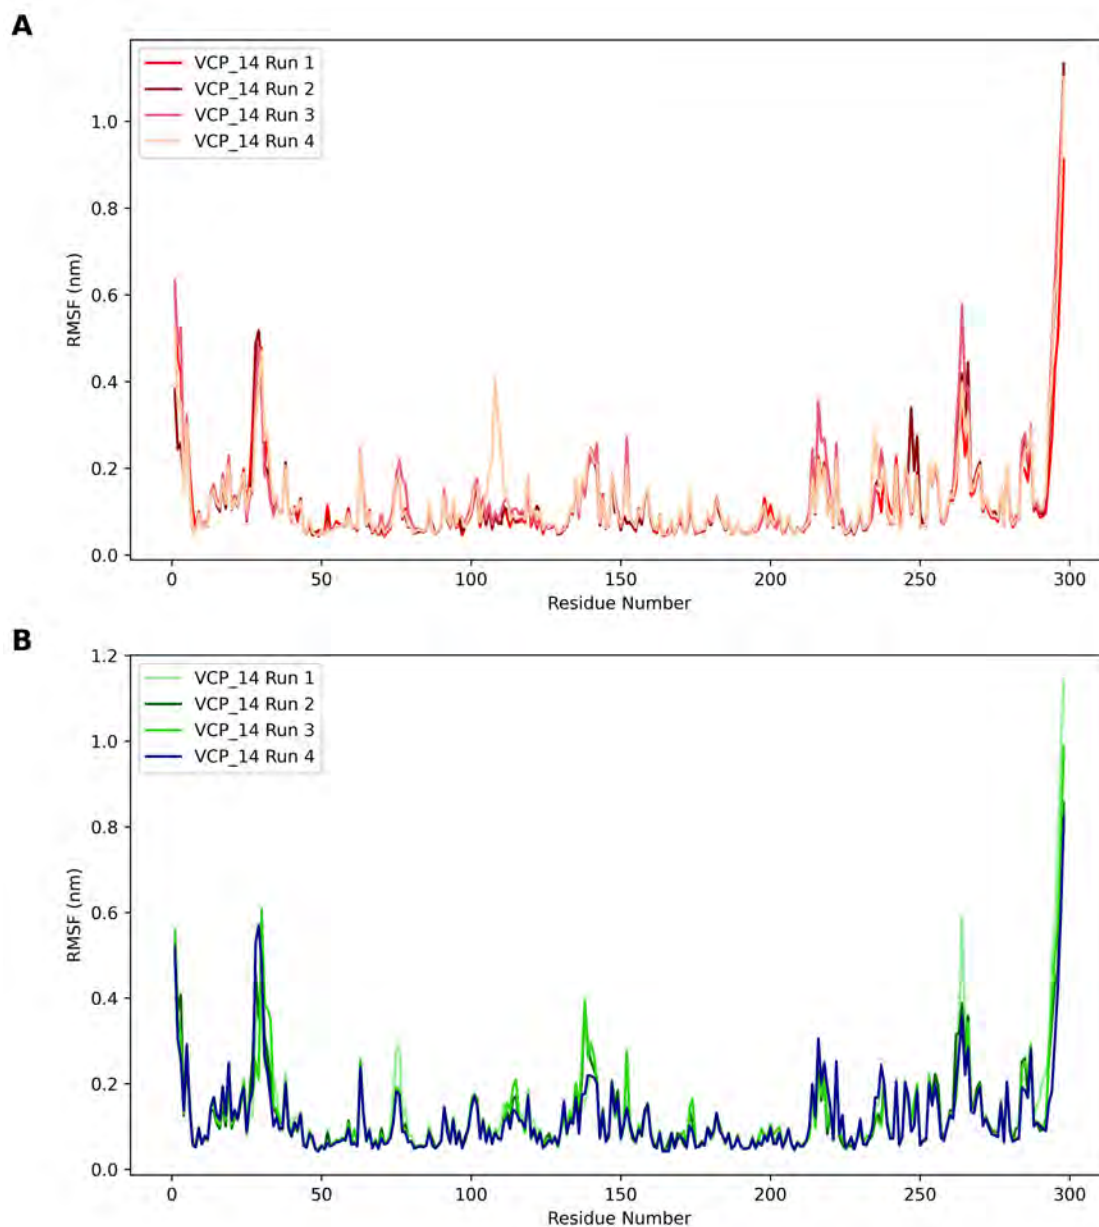 A
VCP_14 Run 1
VCP_14 Run 2
VCP_14 Run 3
VCP_14 Run 4
1.0
0.8
0.6
0.4
0.2
0.0
RMSF (nm)
0 50 100 150 200 250 300
Residue Number
B
VCP_14 Run 1
VCP_14 Run 2
VCP_14 Run 3
VCP_14 Run 4
1.2
1.0
0.8
0.6
0.4
0.2
0.0
RMSF (nm)
0 50 100 150 200 250 300
Residue Number